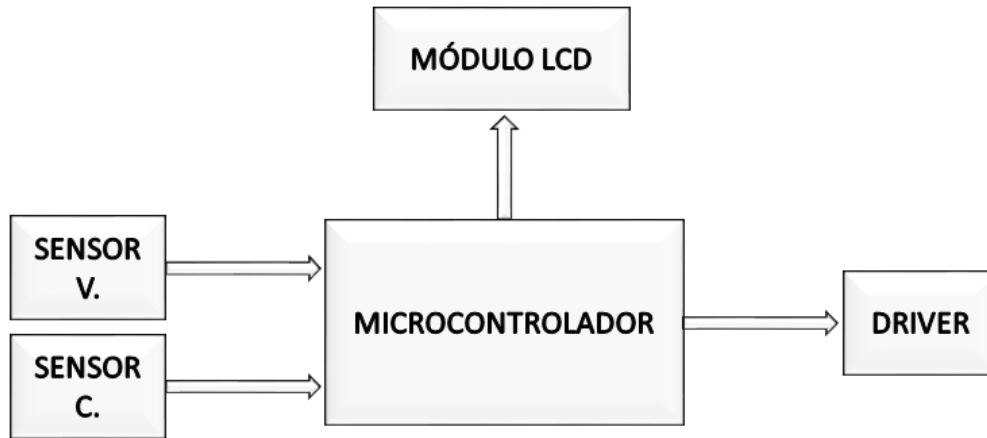 MÓDULO LCD
SENSOR
V.
MICROCONTROLADOR
DRIVER
SENSOR
C.